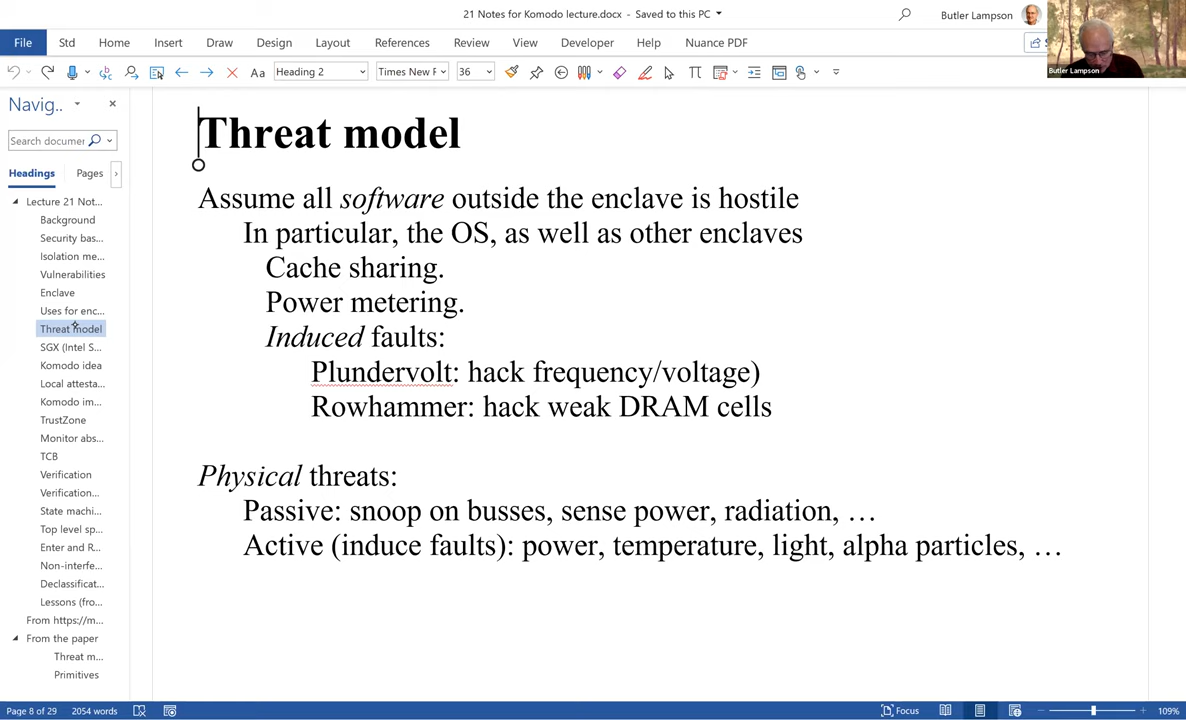 21 Notes for Komodo lecture.docx - Saved to this PC
Butler Lampson
File Std Home Insert Draw Design Layout References Review View Developer Help Nuance PDF
Aa Heading 2 Times New F 36
Butler Lampson
Navig..
Search documen
Headings Pages
Lecture 21 Not...
Background
Security bas...
Isolation me...
Vulnerabilities
Enclave
Uses for enc...
Threat model
SGX (Intel S...
Komodo idea
Local attesta...
Komodo im...
TrustZone
Monitor abs...
TCB
Verification
Verification...
State machi...
Top level sp...
Enter and R...
Non-interfe...
Declassificat...
Lessons (fro...
From https://m...
From the paper
Threat m...
Primitives
Threat model
Assume all software outside the enclave is hostile
In particular, the OS, as well as other enclaves
Cache sharing.
Power metering.
Induced faults:
Plundervolt: hack frequency/voltage)
Rowhammer: hack weak DRAM cells
Physical threats:
Passive: snoop on busses, sense power, radiation, …
Active (induce faults): power, temperature, light, alpha particles, …
Page 8 of 29 2054 words Focus 109%